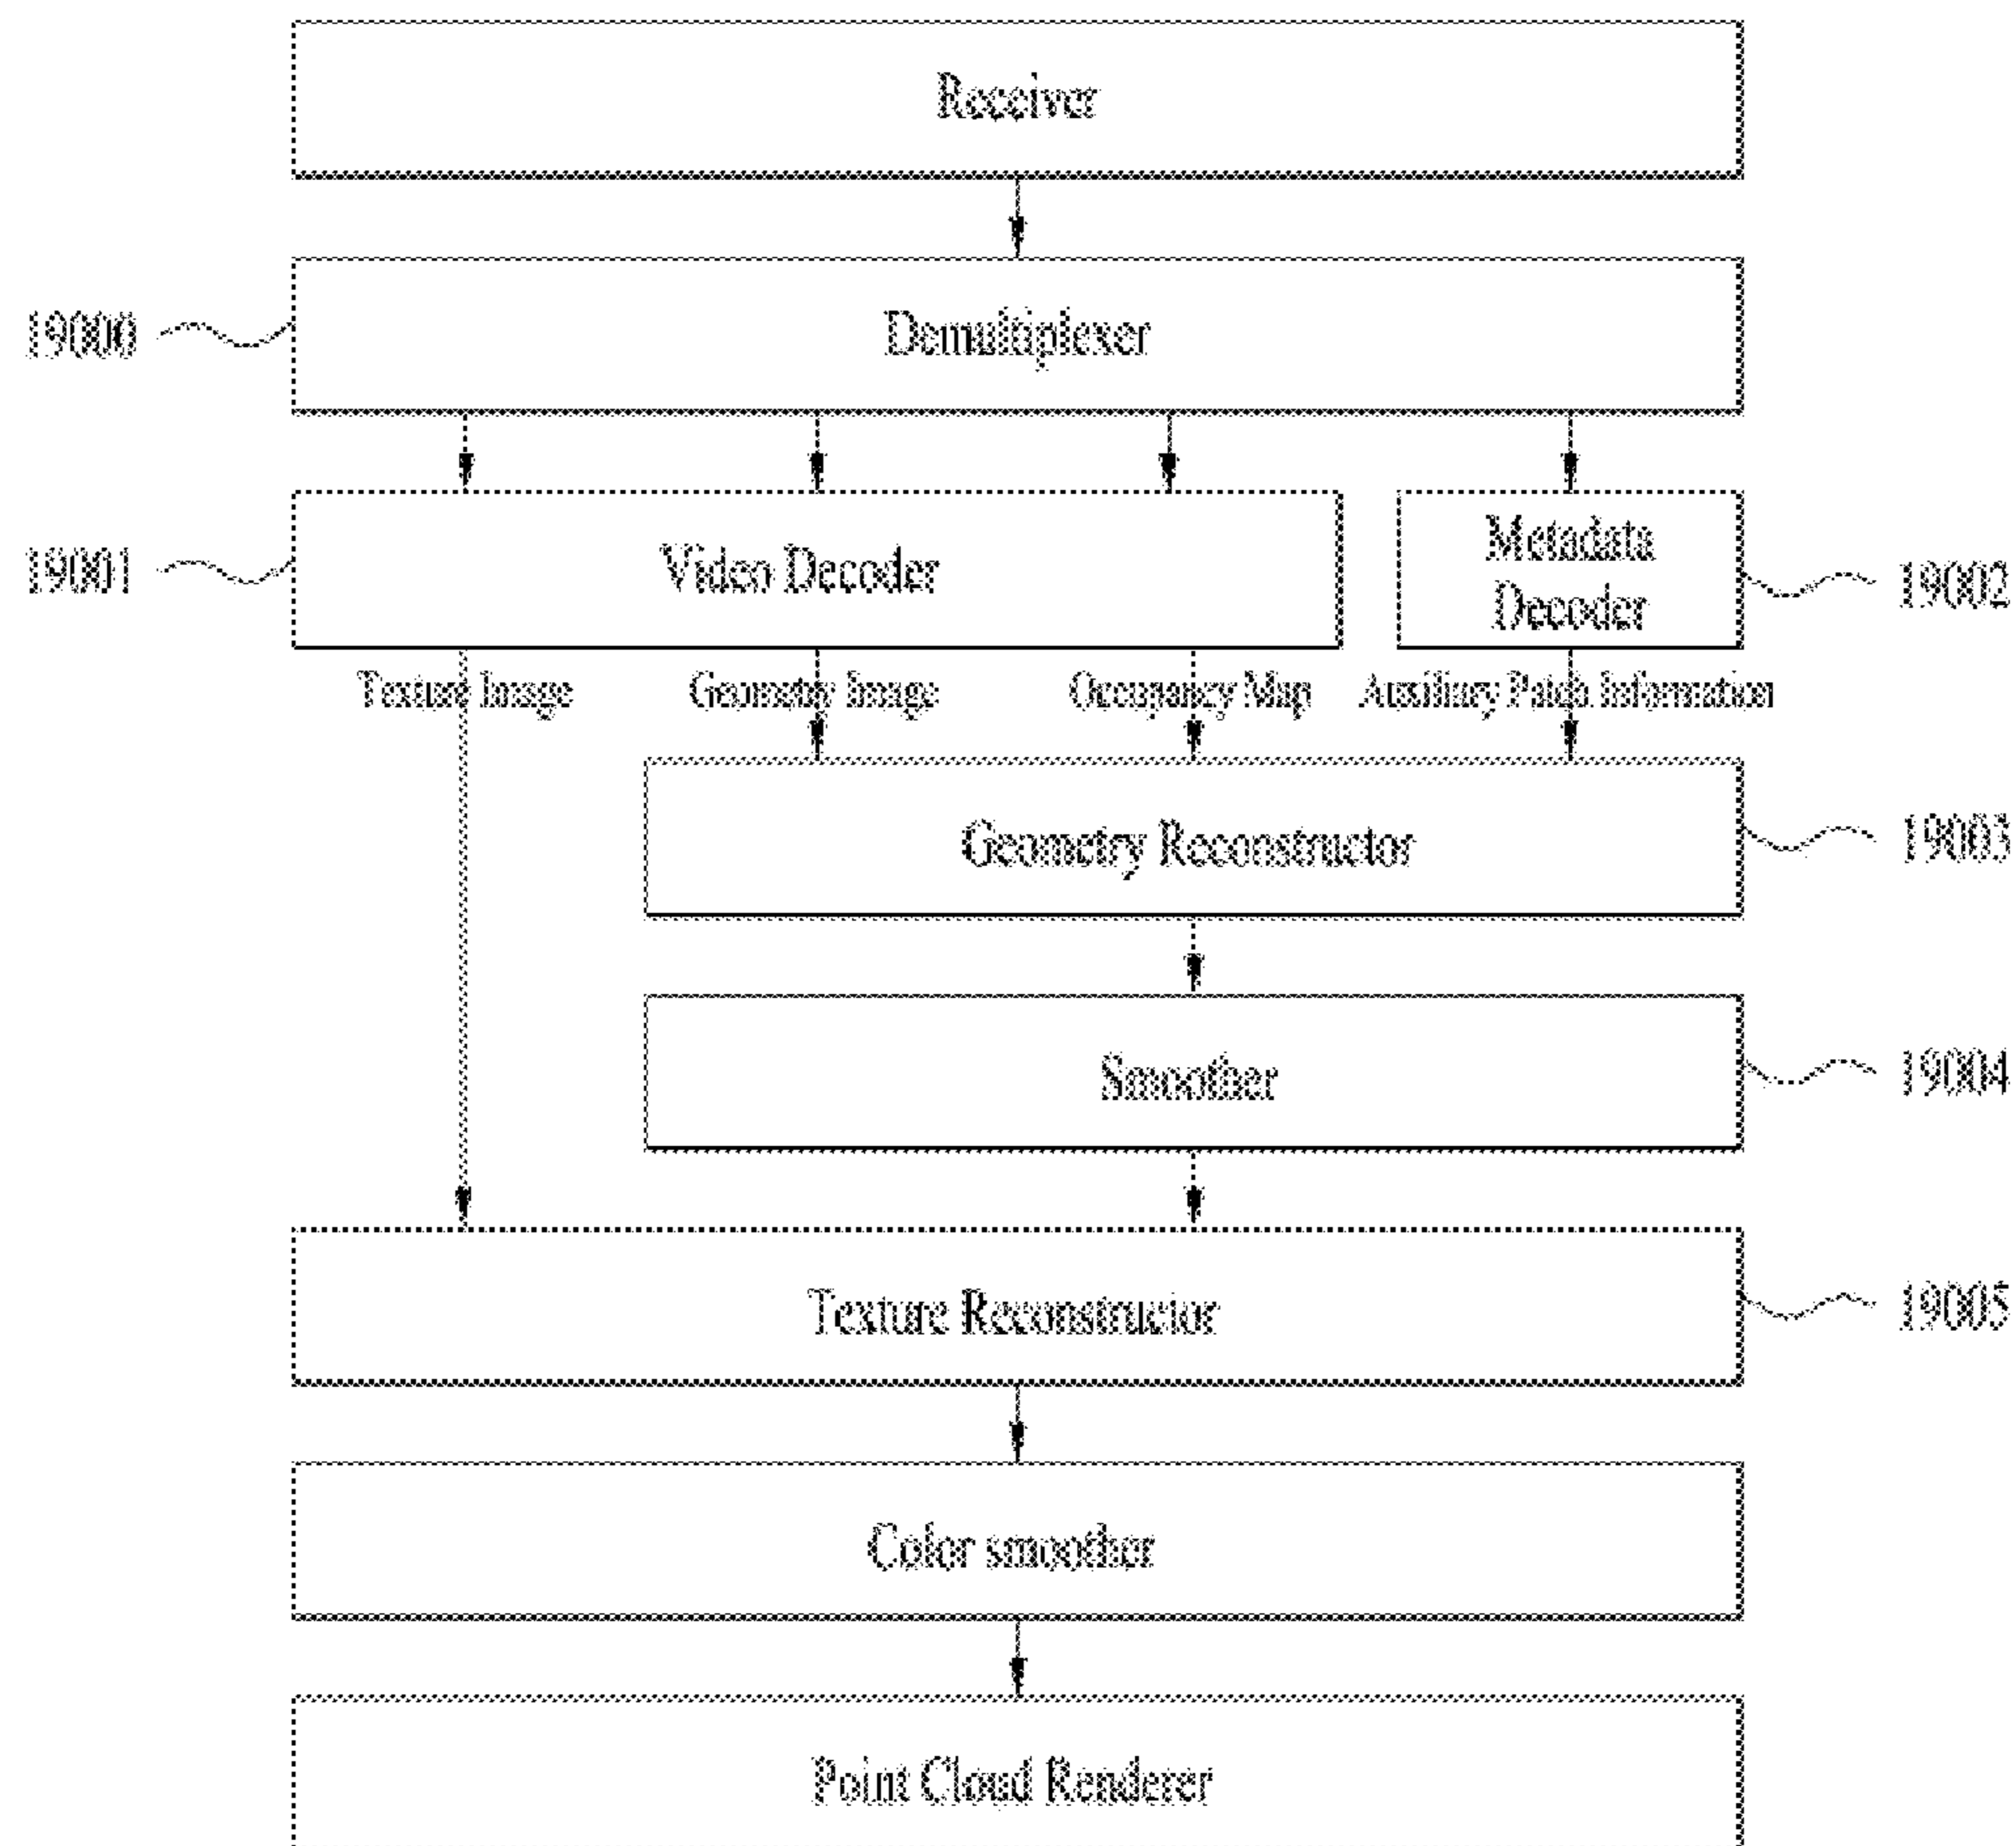 Receiver
Demultiplexer
19000
Video Decoder
19001
Metadata
Decoder
19002
Texture Image
Geometry Image
Occupancy Map
Auxiliary Patch Information
Geometry Reconstructor
19003
Smoother
19004
Texture Reconstructor
19005
Color smoother
Point Cloud Renderer